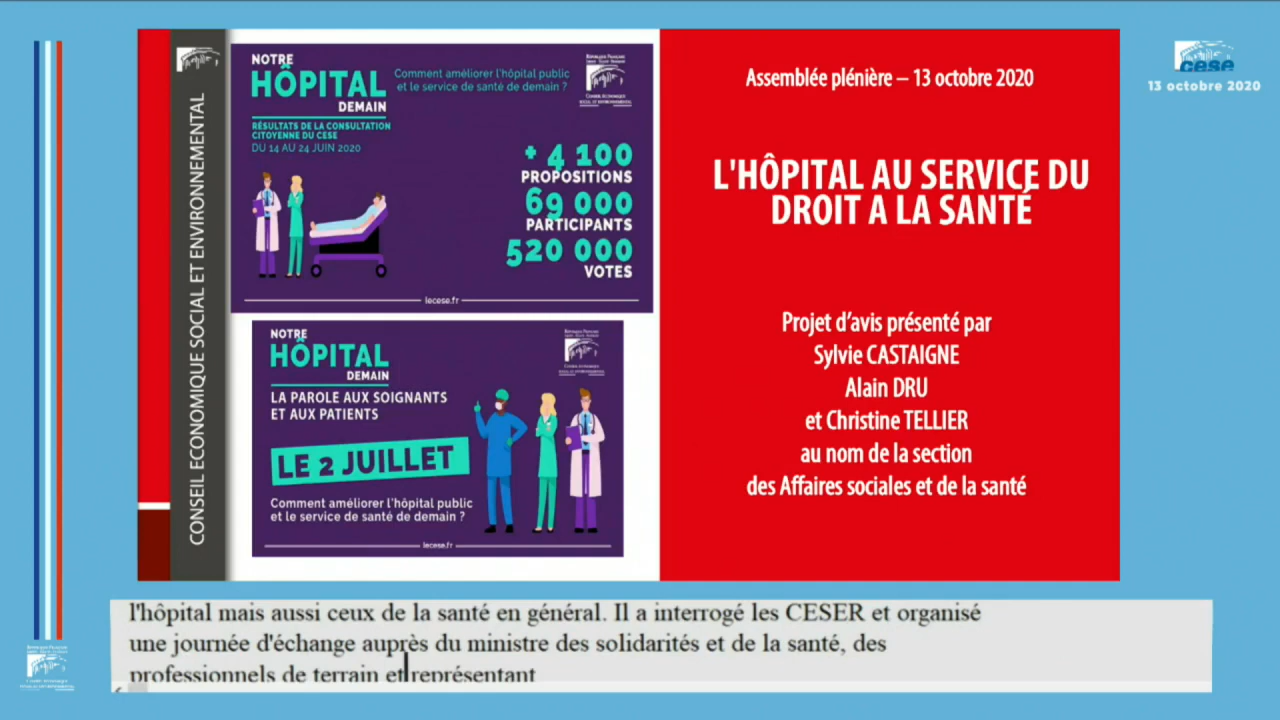 CONSEIL ECONOMIQUE SOCIAL ET ENVIRONNEMENTAL
NOTRE
HÔPITAL
DEMAIN
Comment améliorer l'hôpital public
et le service de santé de demain ?
RÉSULTATS DE LA CONSULTATION
CITOYENNE DU CESE
DU 14 AU 24 JUIN 2020
+ 4 100
PROPOSITIONS
69 000
PARTICIPANTS
520 000
VOTES
lecese.fr
NOTRE
HÔPITAL
DEMAIN
LA PAROLE AUX SOIGNANTS
ET AUX PATIENTS
LE 2 JUILLET
Comment améliorer l'hôpital public
et le service de santé de demain ?
lecese.fr
Assemblée plénière – 13 octobre 2020
L'HÔPITAL AU SERVICE DU
DROIT A LA SANTÉ
Projet d'avis présenté par
Sylvie CASTAIGNE
Alain DRU
et Christine TELLIER
au nom de la section
des Affaires sociales et de la santé
cese
13 octobre 2020
l'hôpital mais aussi ceux de la santé en général. Il a interrogé les CESER et organisé
une journée d'échange auprès du ministre des solidarités et de la santé, des
professionnels de terrain et représentant